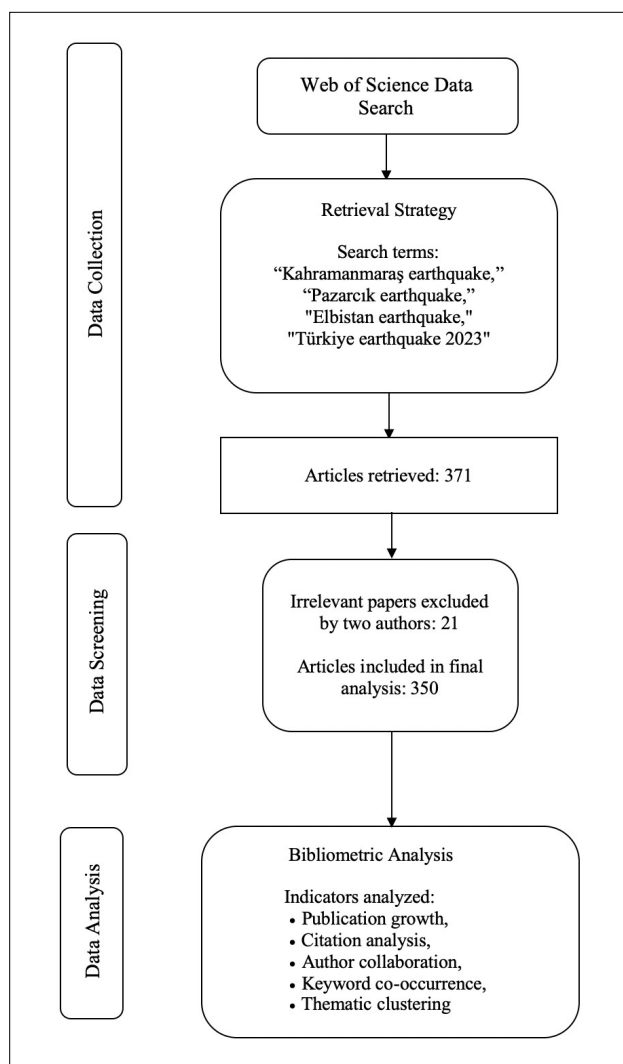 Data Collection
Web of Science Data
Search
Retrieval Strategy
Search terms:
“Kahramanmaraş earthquake,”
“Pazarcık earthquake,”
"Elbistan earthquake,"
"Türkiye earthquake 2023"
Articles retrieved: 371
Data Screening
Irrelevant papers excluded
by two authors: 21
Articles included in final
analysis: 350
Data Analysis
Bibliometric Analysis
Indicators analyzed:
• Publication growth,
• Citation analysis,
• Author collaboration,
• Keyword co-occurrence,
• Thematic clustering